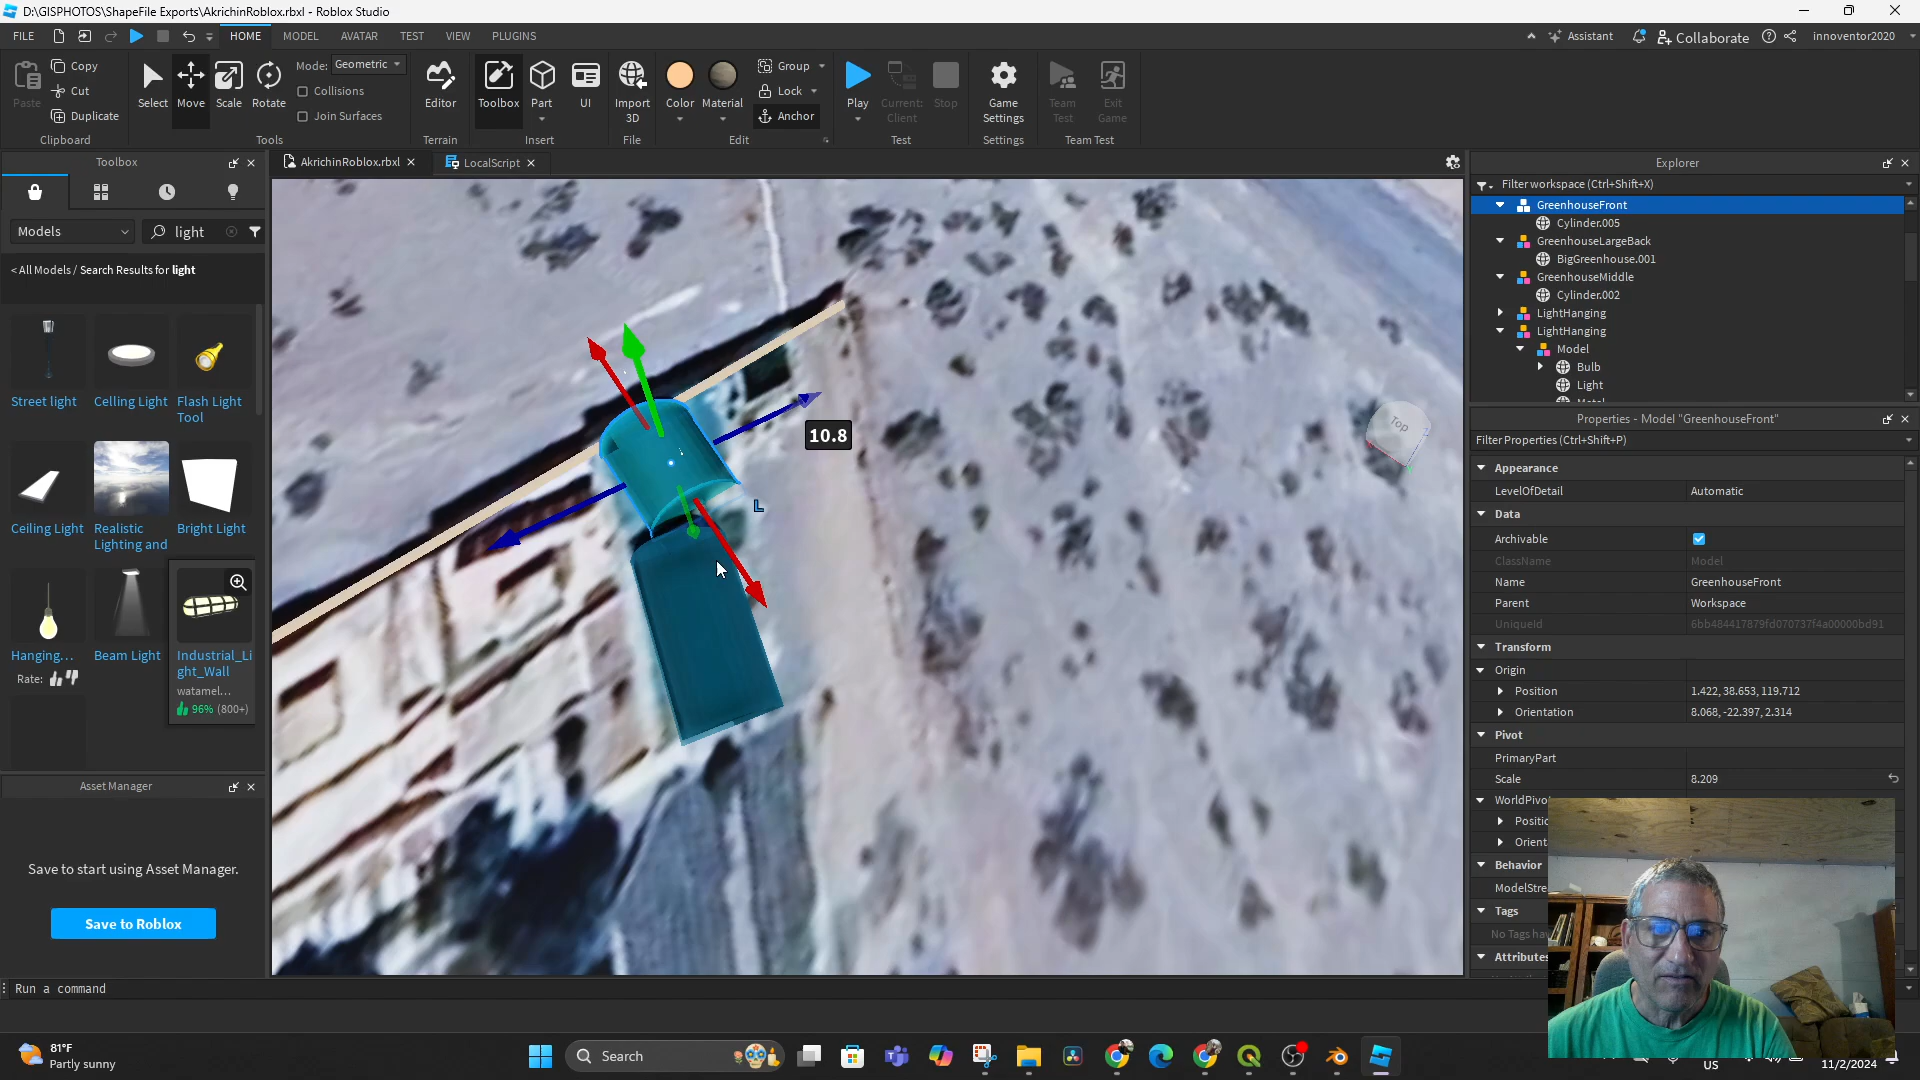 D:\GISPHOTOS\ShapeFile Exports\AkrichinRoblox.rbxl - Roblox Studio
FILE HOME MODEL AVATAR TEST VIEW PLUGINS Assistant Collaborate innoventor2020
Paste Copy Cut Duplicate
Clipboard
Select Move Scale Rotate
Mode: Geometric
Collisions
Join Surfaces
Tools
Editor
Terrain
Toolbox Part UI
Insert
Import 3D
File
Color Material
Group
Lock
Anchor
Edit
Play Current: Client Stop
Test
Game Settings
Settings
Team Test Exit Game
Team Test
Toolbox
AkrichinRoblox.rbxl
LocalScript
Models light
< All Models / Search Results for light
Street light Celling Light Flash Light Tool
Ceiling Light Realistic Lighting and Bright Light
Hanging... Beam Light Industrial_Li
ght_Wall
Rate: watamel...
96% (800+)
Asset Manager
Save to start using Asset Manager.
Save to Roblox
Run a command
10.8
L
Top
Explorer
Filter workspace (Ctrl+Shift+X)
GreenhouseFront
Cylinder.005
GreenhouseLargeBack
BigGreenhouse.001
GreenhouseMiddle
Cylinder.002
LightHanging
LightHanging
Model
Bulb
Light
Properties - Model "GreenhouseFront"
Filter Properties (Ctrl+Shift+P)
Appearance
LevelOfDetail Automatic
Data
Archivable
ClassName Model
Name GreenhouseFront
Parent Workspace
UniqueId 6bb484417879fd070737f4a00000bd91
Transform
Origin
Position 1.422, 38.653, 119.712
Orientation 8.068, -22.397, 2.314
Pivot
PrimaryPart
Scale 8.209
WorldPivo
Positic
Orient
Behavior
ModelStre
Tags
No Tags ha
Attributes
81°F
Partly sunny
Search
US
11/2/2024